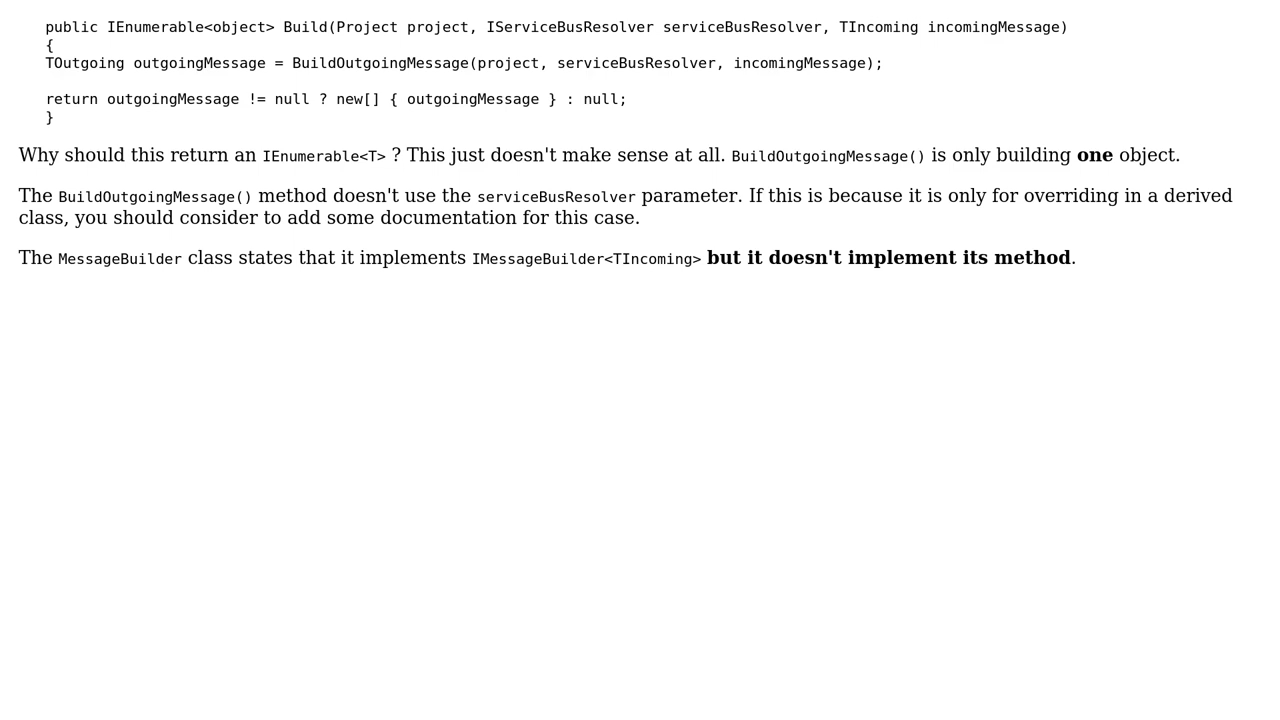 public IEnumerable<object> Build(Project project, IServiceBusResolver serviceBusResolver, TIncoming incomingMessage)
{
TOutgoing outgoingMessage = BuildOutgoingMessage(project, serviceBusResolver, incomingMessage);
return outgoingMessage != null ? new[] { outgoingMessage } : null;
}
Why should this return an IEnumerable<T> ? This just doesn't make sense at all. BuildOutgoingMessage() is only building one object.
The BuildOutgoingMessage() method doesn't use the serviceBusResolver parameter. If this is because it is only for overriding in a derived
class, you should consider to add some documentation for this case.
The MessageBuilder class states that it implements IMessageBuilder<TIncoming> but it doesn't implement its method.